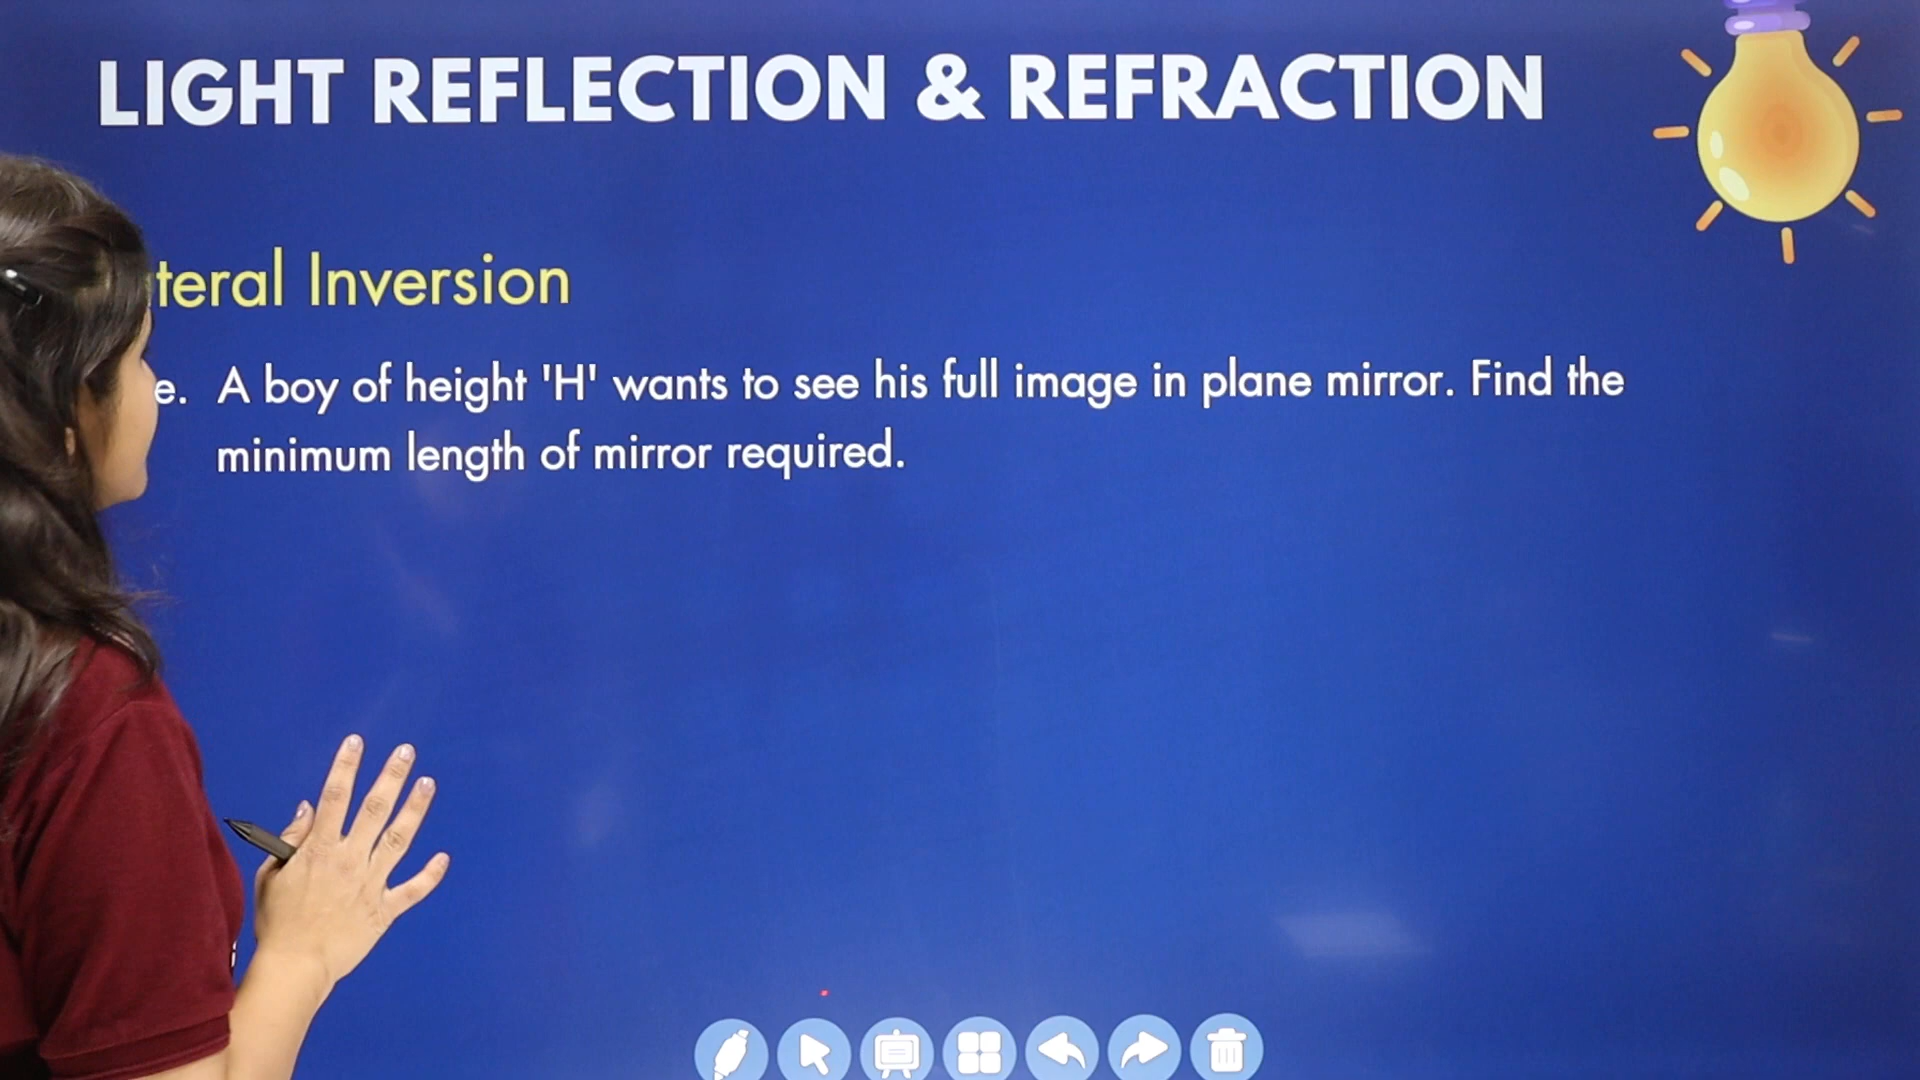 LIGHT REFLECTION & REFRACTION
Inversion
A boy of height 'H' wants to see his full image in plane mirror. Find the
minimum length of mirror required.